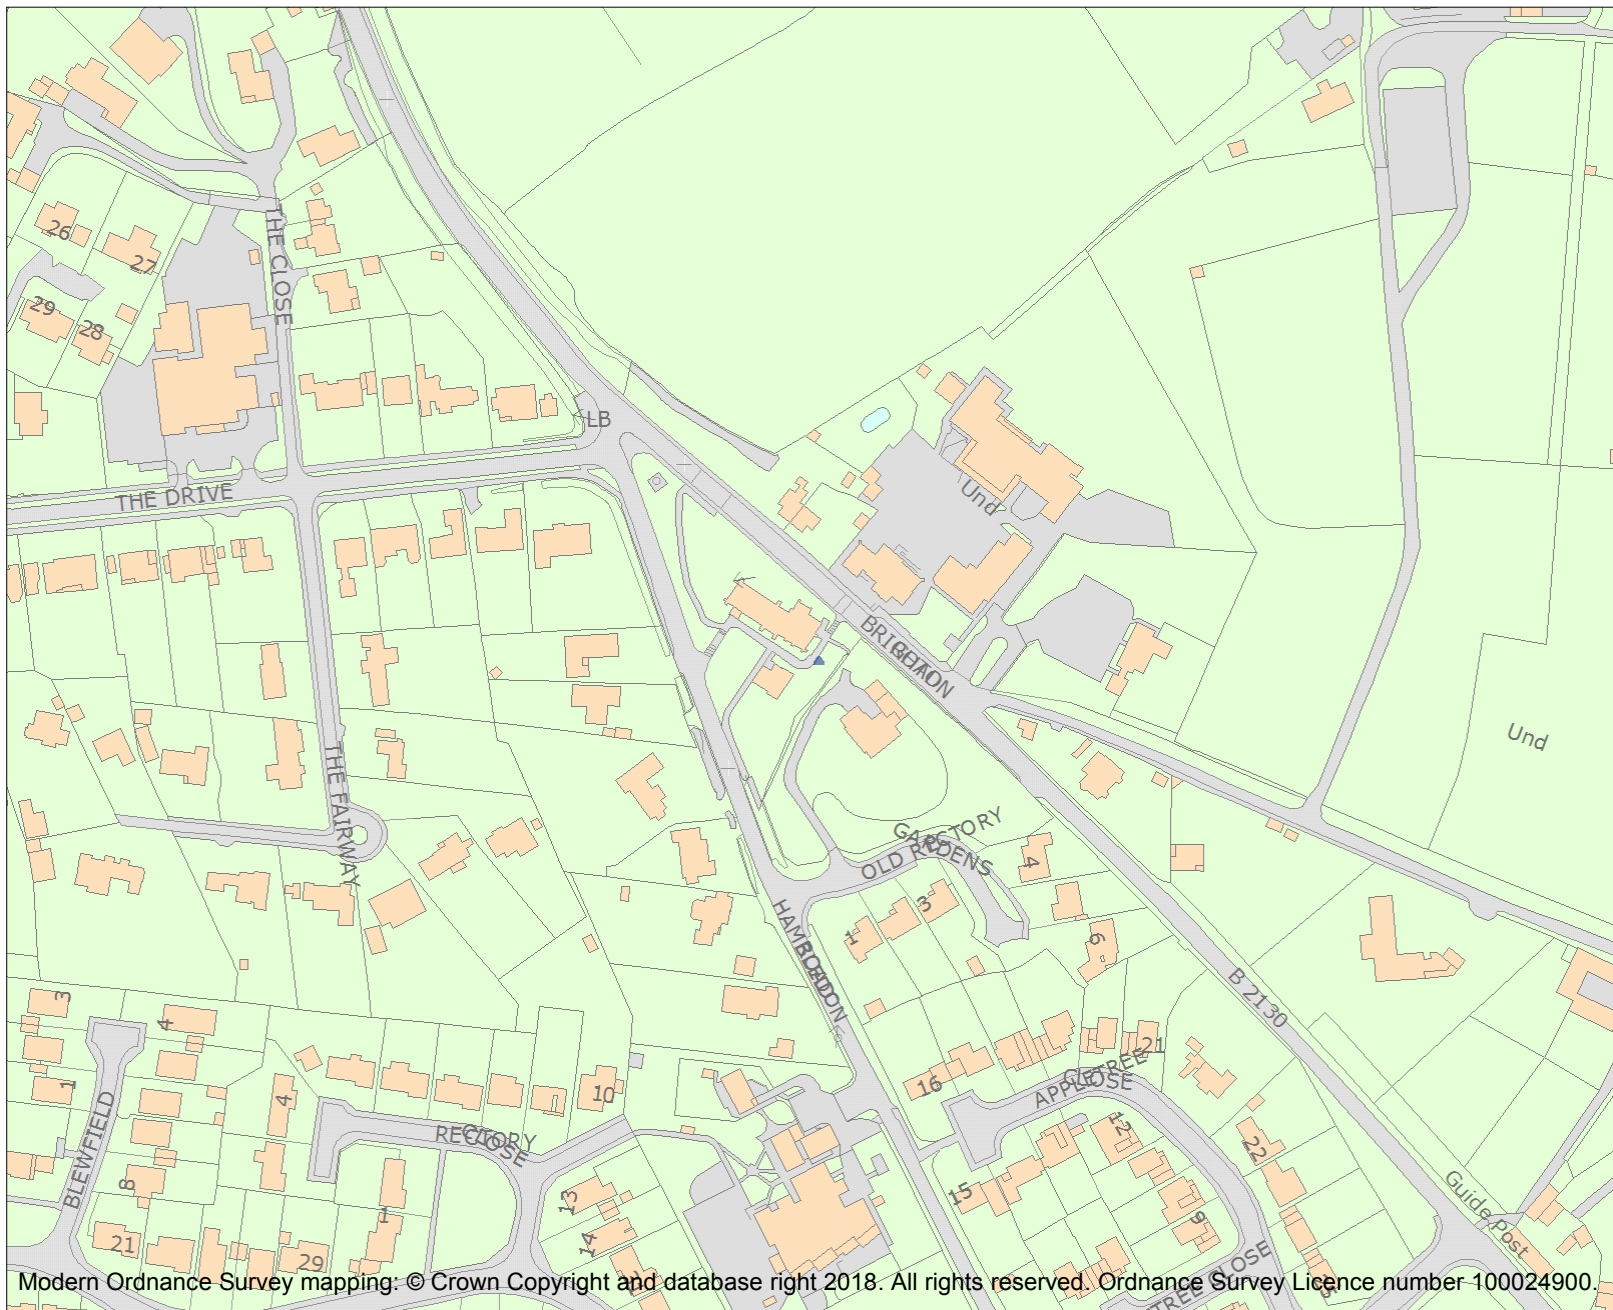 THE CLOSE
26
27
29
28
LB
THE DRIVE
Und
BRIGHTON
ROAD
Und
THE FAIRWAY
OLD RECTORY
GARDENS
4
3
1
6
HAMBLEDON
ROAD
B 2130
3
4
1
21
16
APPLETREE
CLOSE
10
4
12
RECTORY
CLOSE
BLEWFIELD
22
8
15
13
9
Guide Post
1
14
21
29
TREE CLOSE
Modern Ordnance Survey mapping: © Crown Copyright and database right 2018. All rights reserved. Ordnance Survey Licence number 100024900.